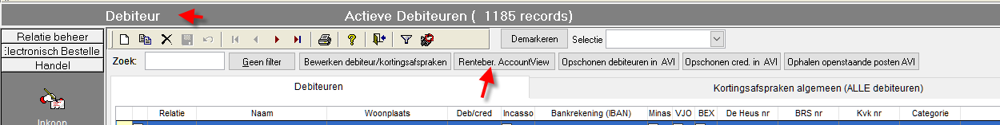 Debiteur Actieve Debiteuren ( 1185 records)
Relatie beheer
Electronisch Bestelle
Handel
Inkoop
Demarkeren Selectie
Zoek: Geen filter Bewerken debiteur/kortingsafspraken Renteber. AccountView Opschonen debiteuren in AVI Opschonen cred. in AVI Ophalen openstaande posten AVI
Debiteuren Kortingsafspraken algemeen (ALLE debiteuren)
Relatie Naam Woonplaats Deb/cred Incasso Bankrekening (IBAN) Minas VJO BEX De Heus nr BRS nr Kvk nr Categorie